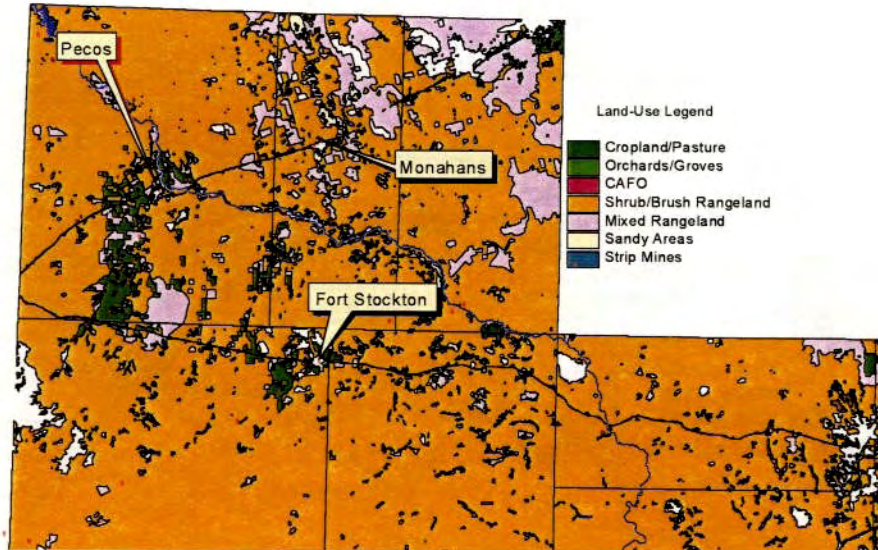 Pecos
Land-Use Legend
Cropland/Pasture
Monahans
Orchards/Groves
CAFO
Shrub/Brush Rangeland
Mixed Rangeland
Sandy Areas
Strip Mines
Fort Stockton